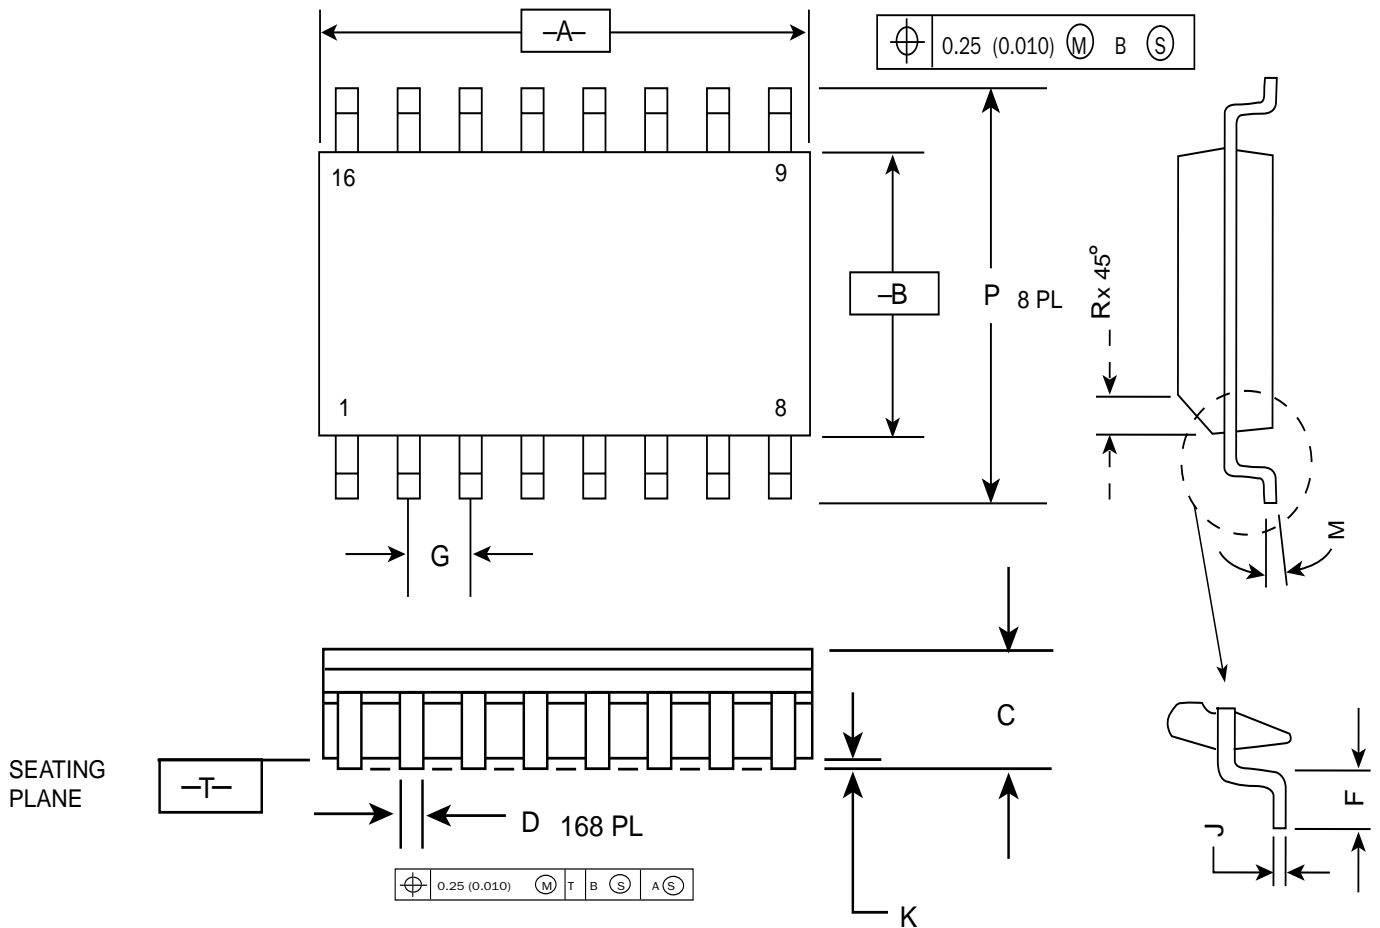 –A–
0.25 (0.010) M B S
16 9
–B
P 8 PL
R x 45°
1 8
G
M
C
SEATING
PLANE
–T–
D 168 PL
F
J
0.25 (0.010) M T B S A S
K